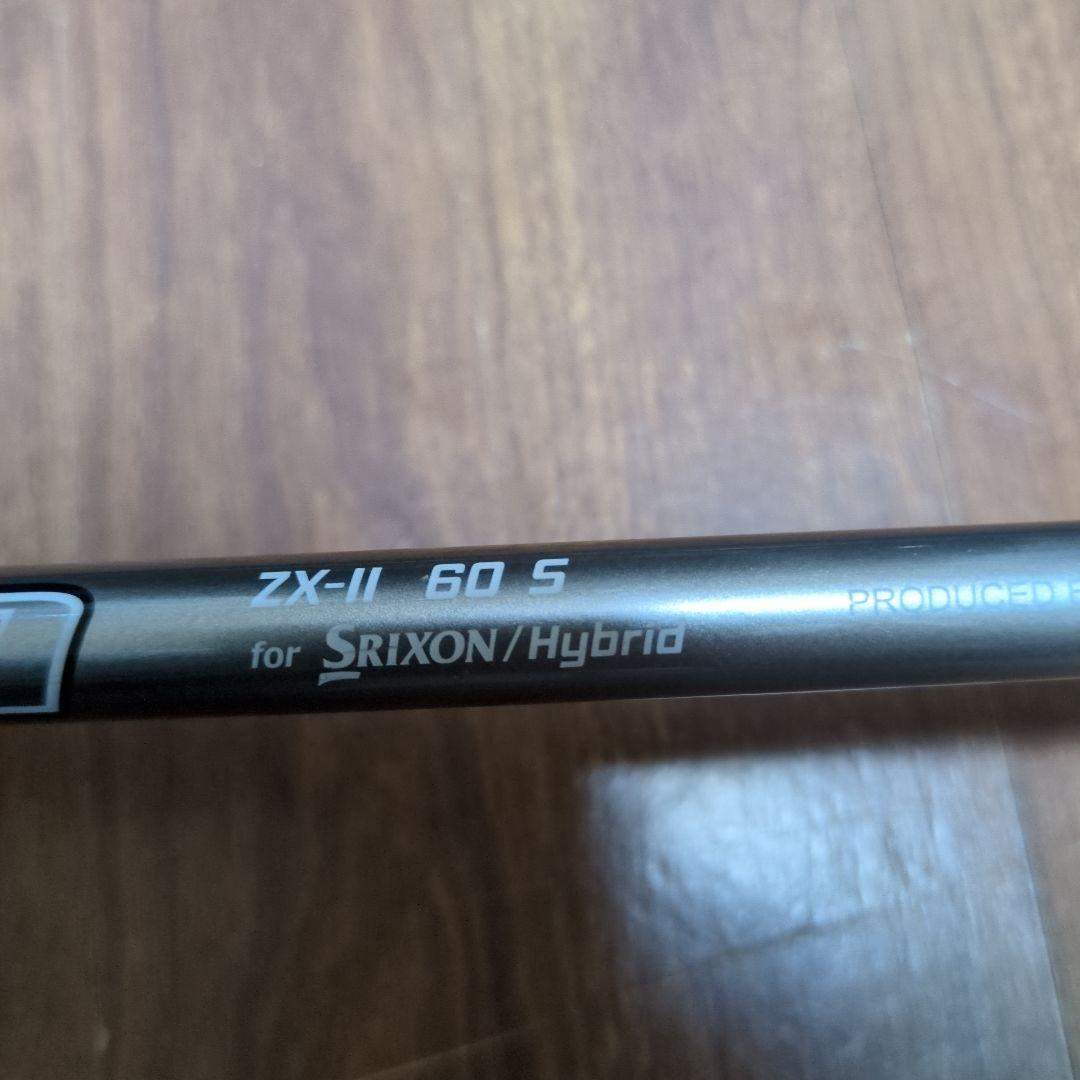 ZX-II 60 S
for SRIXON/Hybrid
PRODUCED